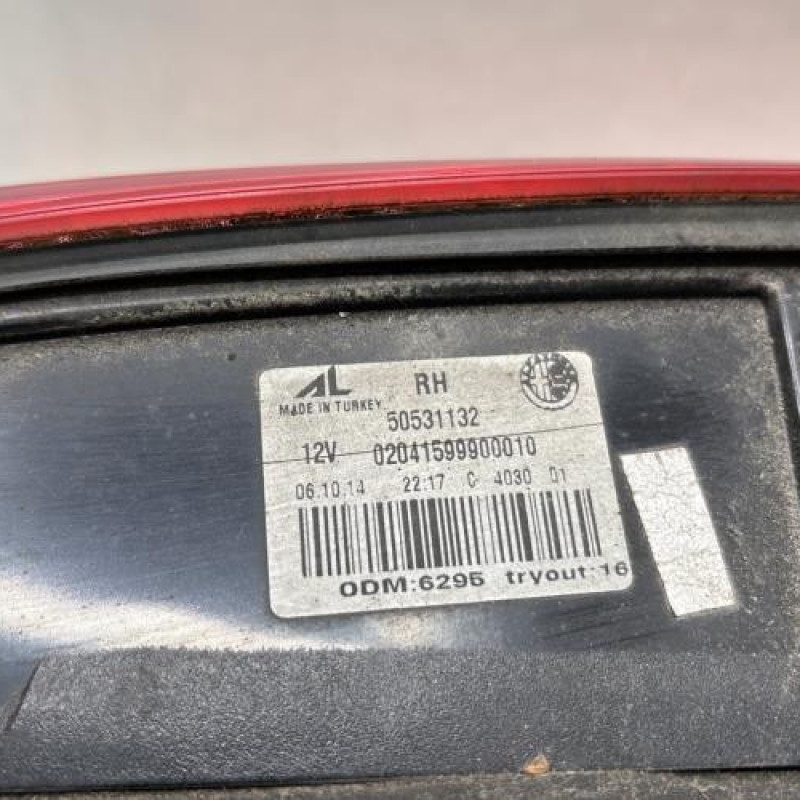 AL RH
MADE IN TURKEY
50531132
12V 02041599900010
06.10.14 22:17 C 4030 01
ODM:6295 tryout:16